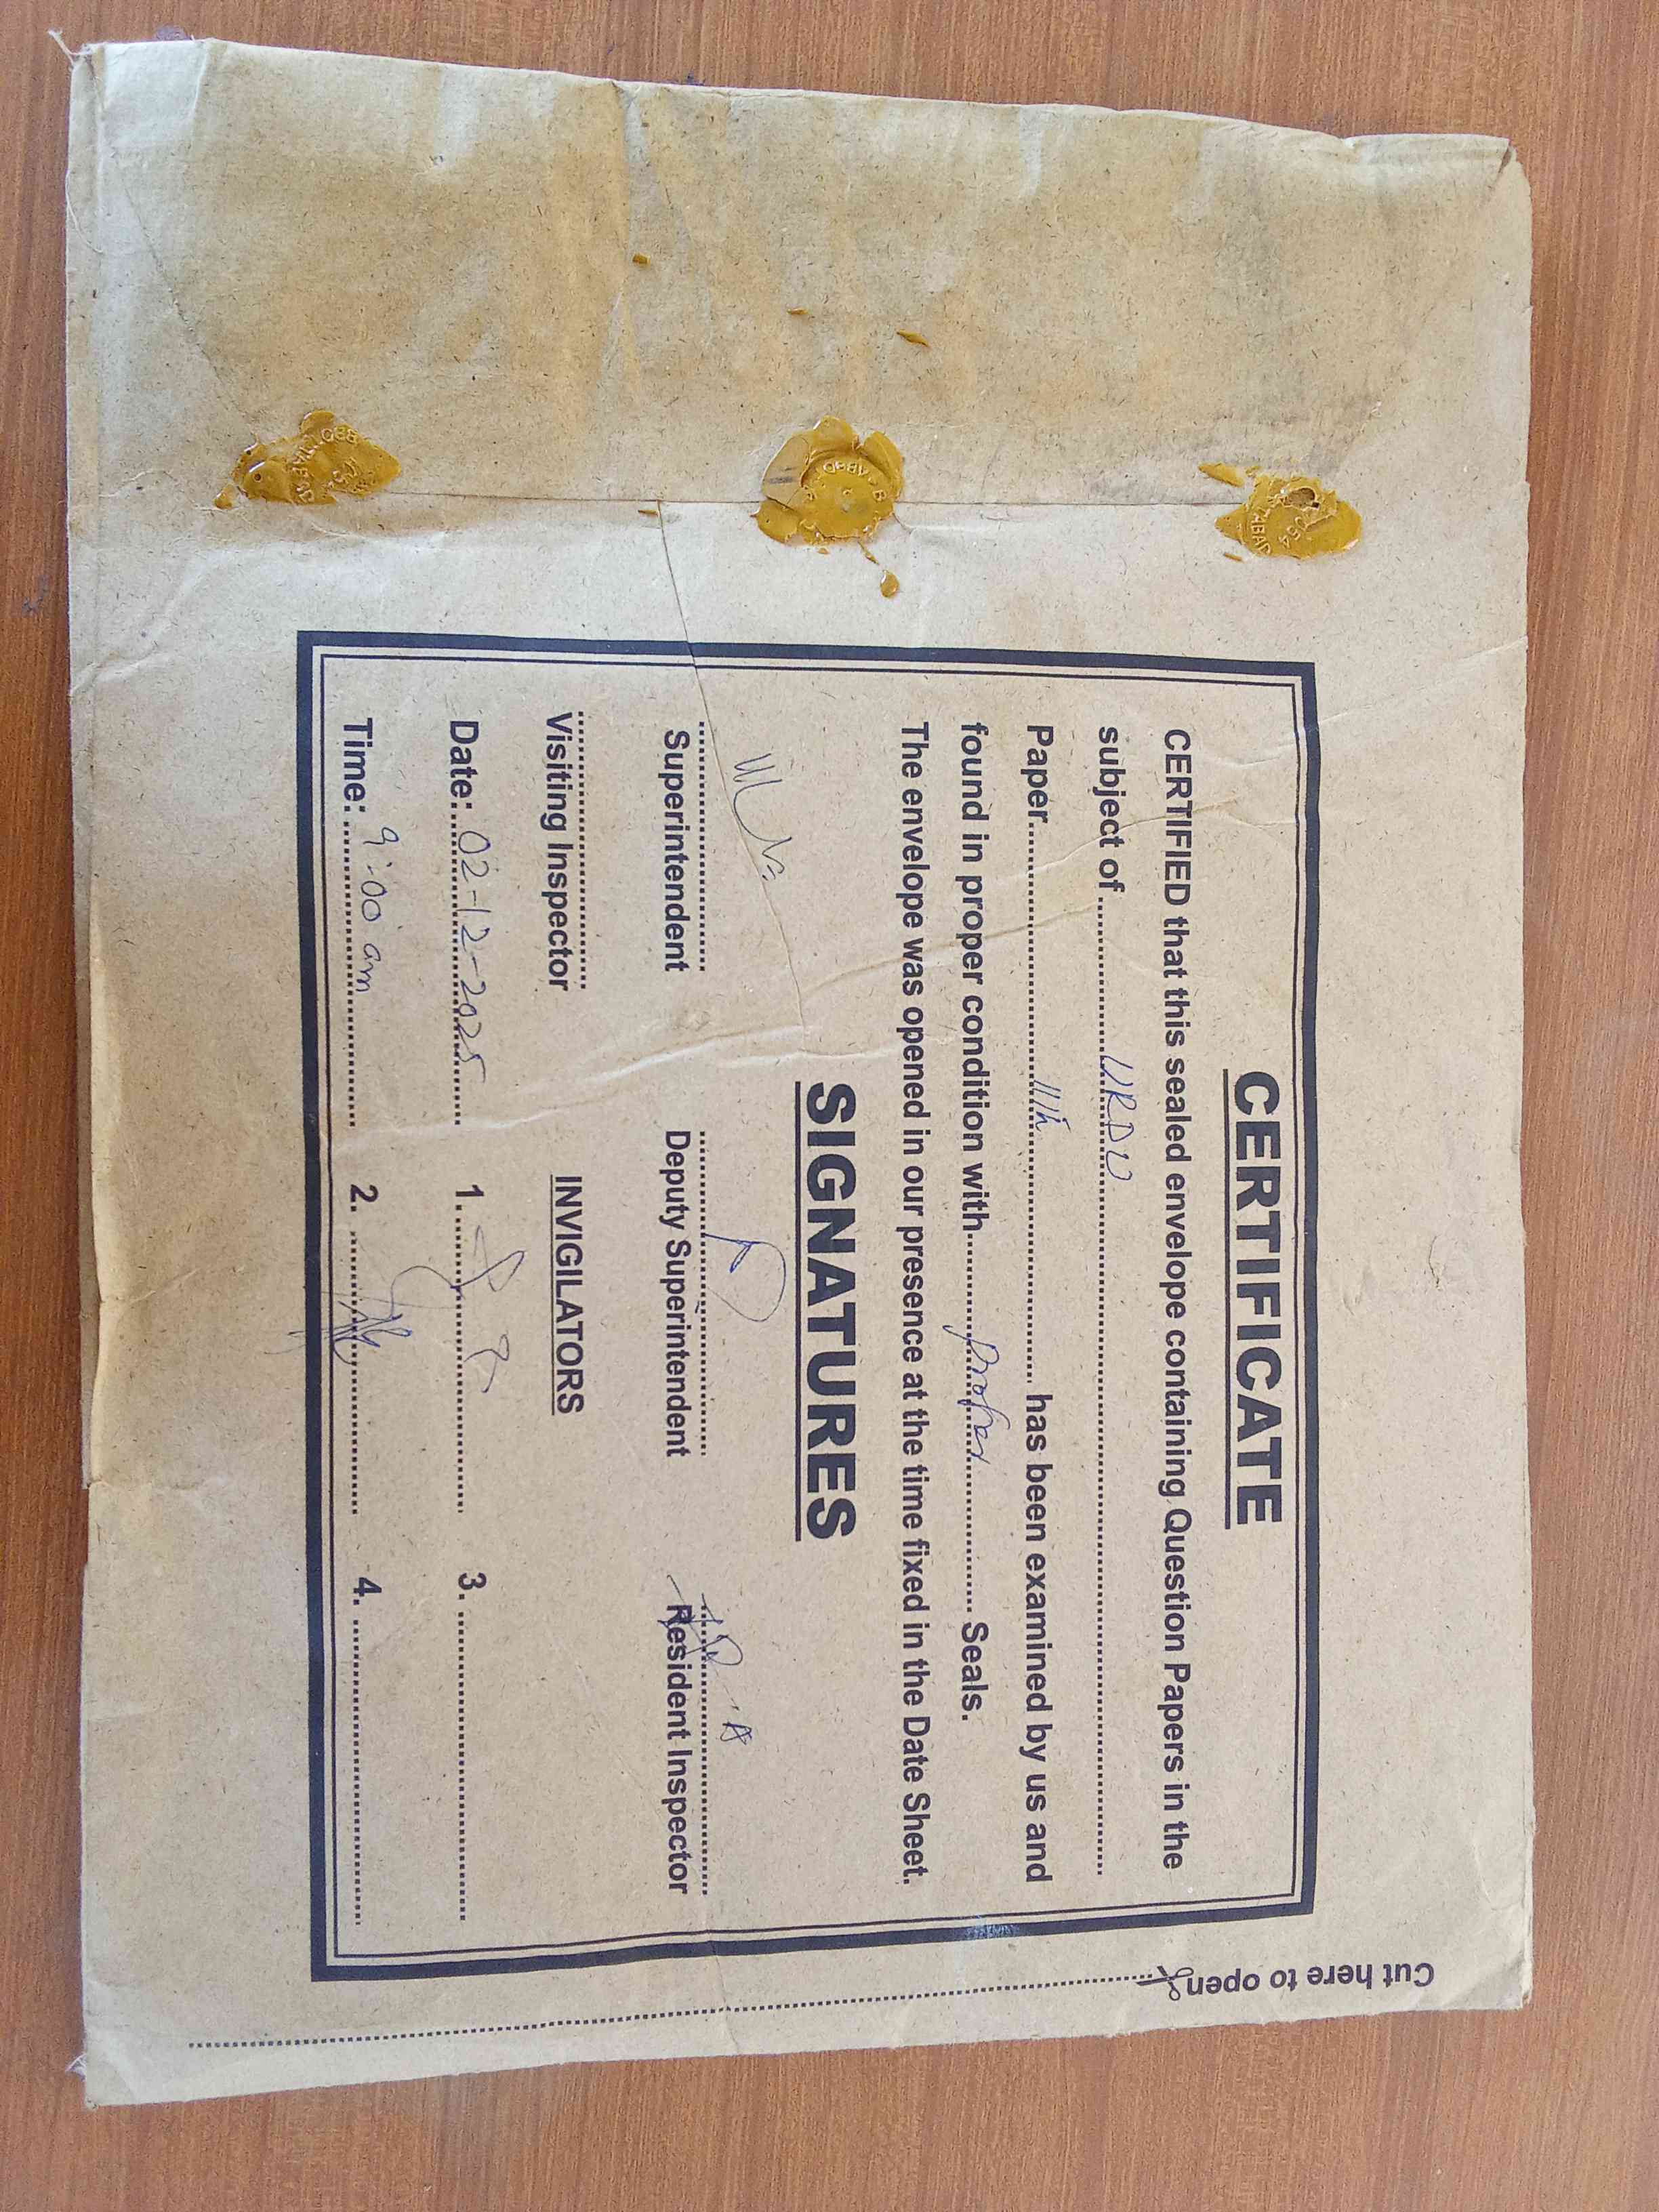 CERTIFICATE
CERTIFIED that this sealed envelope containing Question Papers in the
subject of .................... URDU ....................
Paper.................... 11th .................... has been examined by us and
found in proper condition with........... Proper ........... Seals.
The envelope was opened in our presence at the time fixed in the Date Sheet.
SIGNATURES
Superintendent Deputy Superintendent Resident Inspector
Visiting Inspector INVIGILATORS
Date: 02-12-2025 1. 3.
Time: 9:00 am 2. 4.
Cut here to open